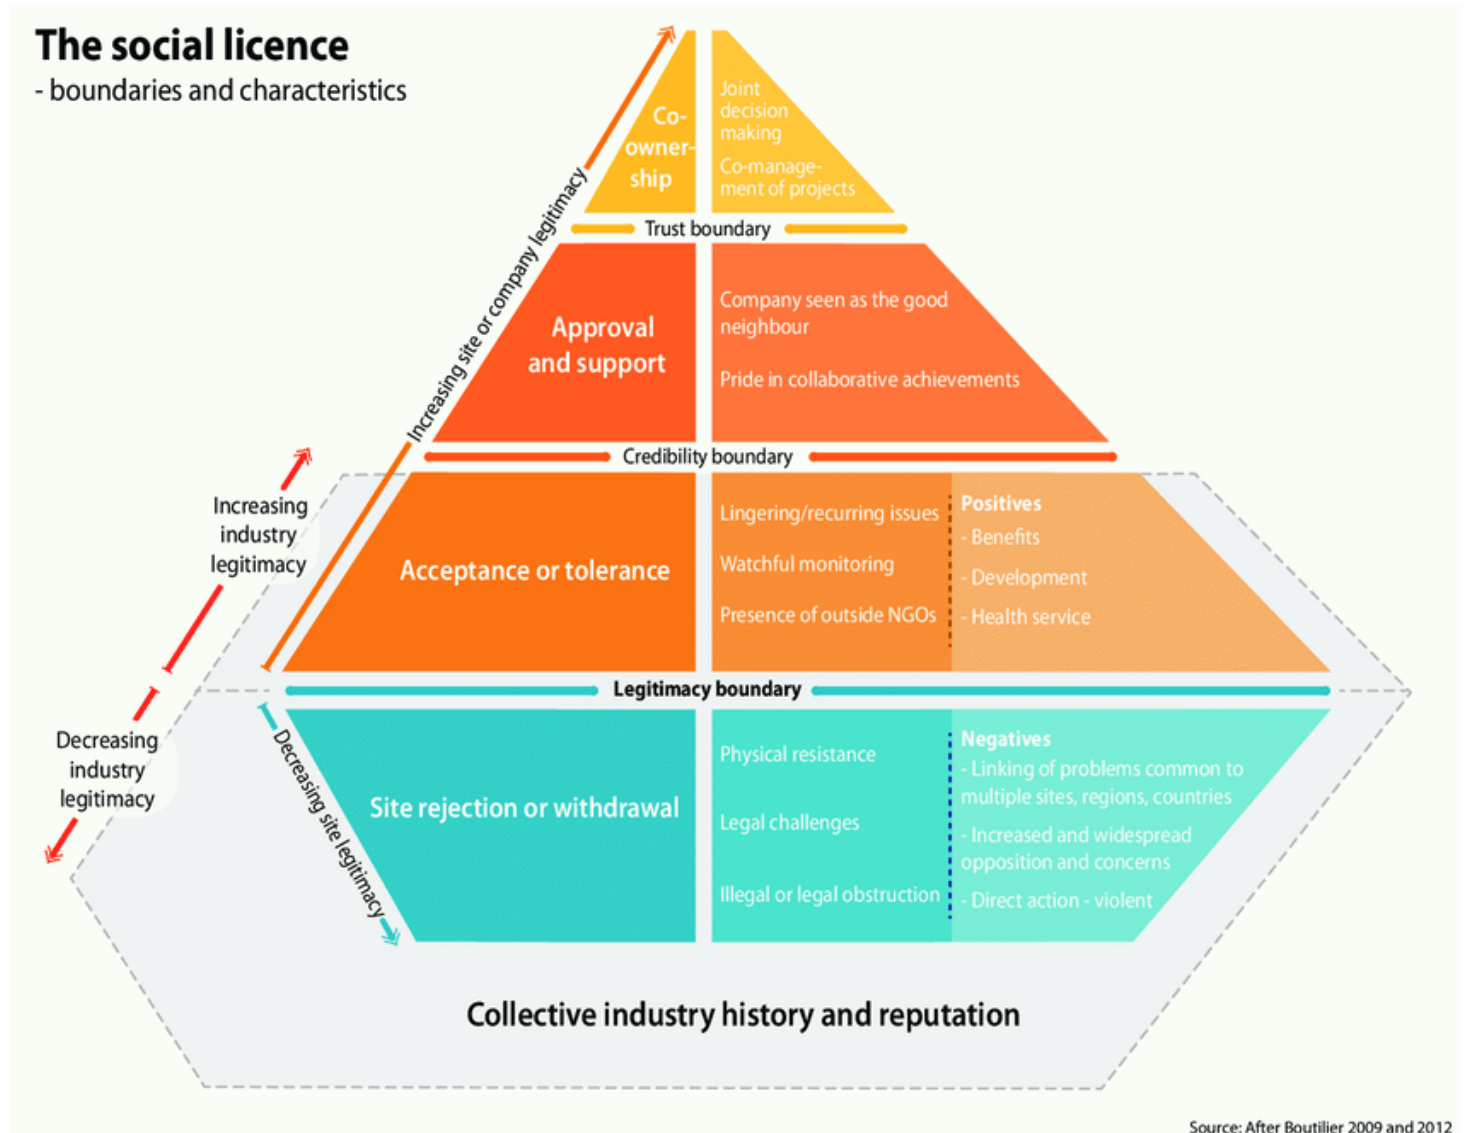 The social licence
- boundaries and characteristics
Co-
owner-
ship
Joint
decision
making
Co-manage-
ment of projects
Trust boundary
Increasing site or company legitimacy
Approval
and support
Company seen as the good
neighbour
Pride in collaborative achievements
Credibility boundary
Increasing
industry
legitimacy
Acceptance or tolerance
Lingering/recurring issues
Watchful monitoring
Presence of outside NGOs
Positives
- Benefits
- Development
- Health service
Legitimacy boundary
Decreasing
industry
legitimacy
Decreasing site legitimacy
Site rejection or withdrawal
Physical resistance
Legal challenges
Illegal or legal obstruction
Negatives
- Linking of problems common to
multiple sites, regions, countries
- Increased and widespread
opposition and concerns
- Direct action - violent
Collective industry history and reputation
Source: After Boutilier 2009 and 2012